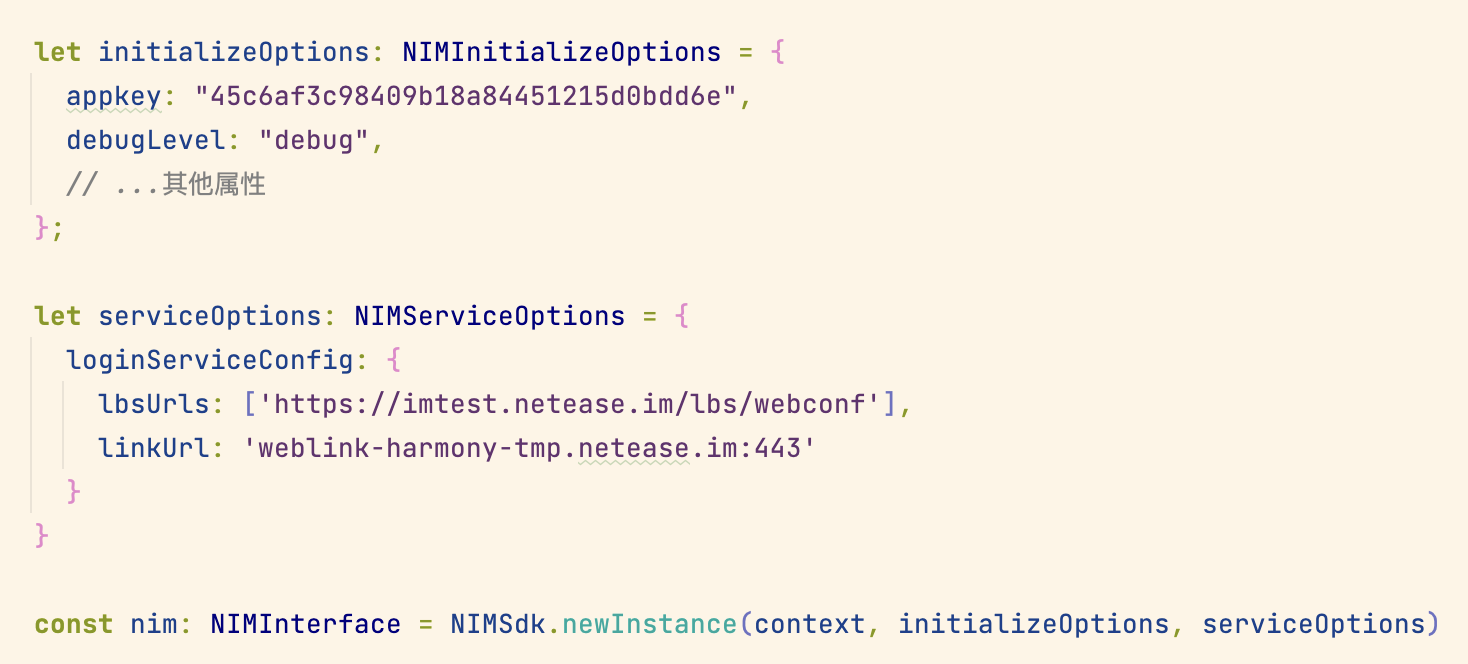 let initializeOptions: NIMInitializeOptions = {
  appkey: "45c6af3c98409b18a84451215d0bdd6e",
  debugLevel: "debug",
  // ...其他属性
};

let serviceOptions: NIMServiceOptions = {
  loginServiceConfig: {
    lbsUrls: ['https://imtest.netease.im/lbs/webconf'],
    linkUrl: 'weblink-harmony-tmp.netease.im:443'
  }
}

const nim: NIMInterface = NIMSdk.newInstance(context, initializeOptions, serviceOptions)